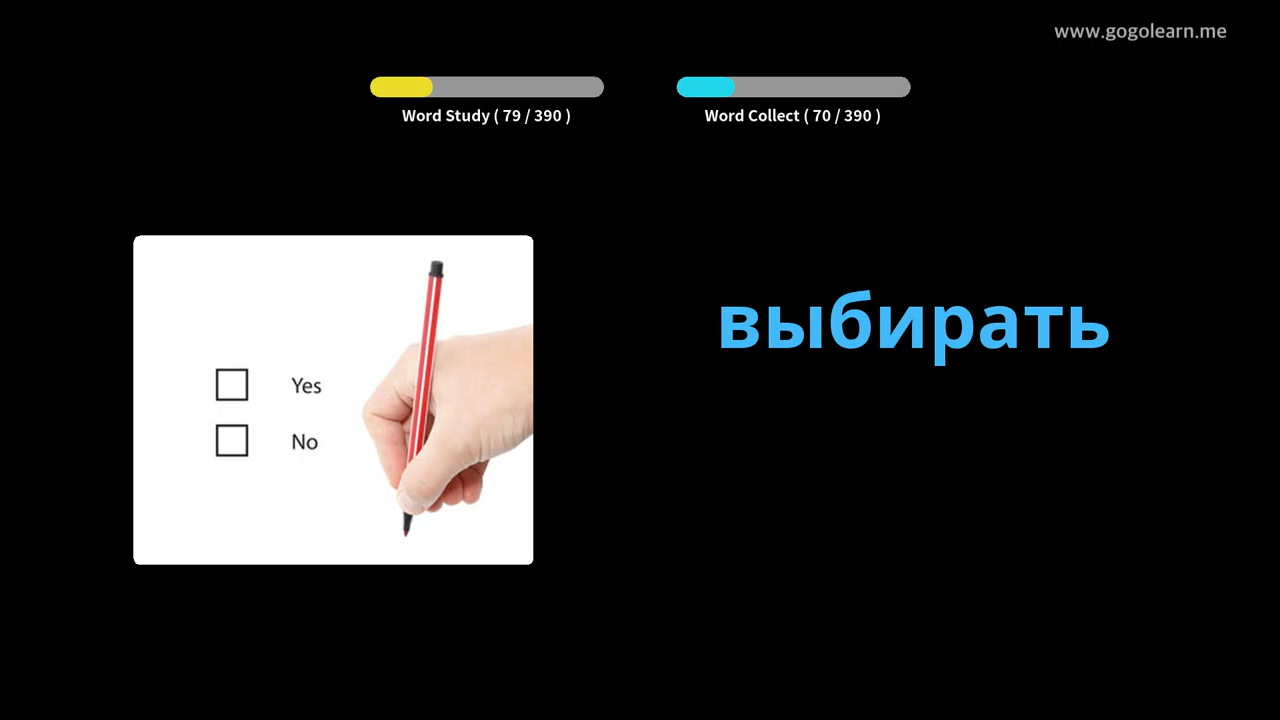 www.gogolearn.me
Word Study ( 79 / 390 )
Word Collect ( 70 / 390 )
Yes
No
выбирать